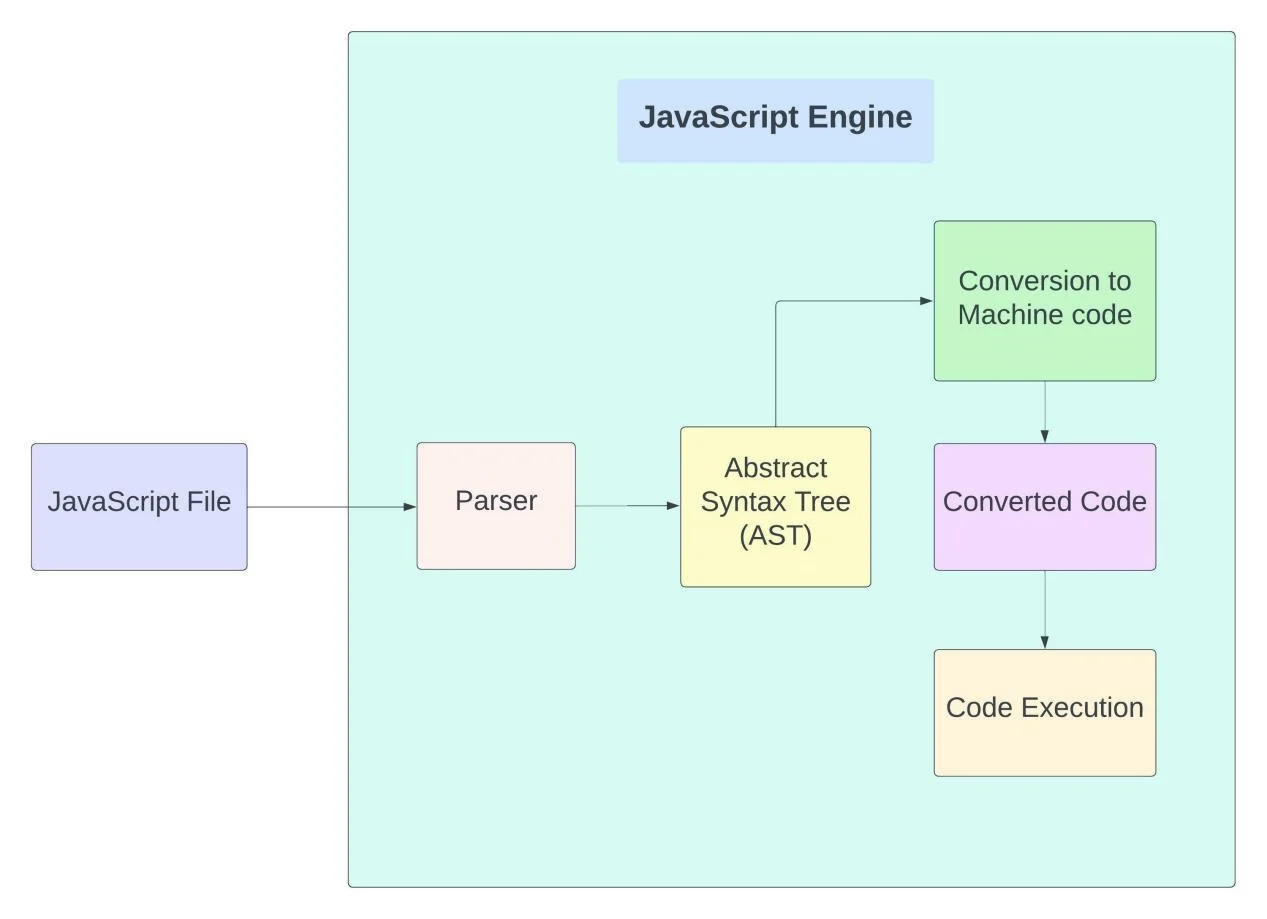 JavaScript Engine
Conversion to
Machine code
JavaScript File
Parser
Abstract
Syntax Tree
(AST)
Converted Code
Code Execution